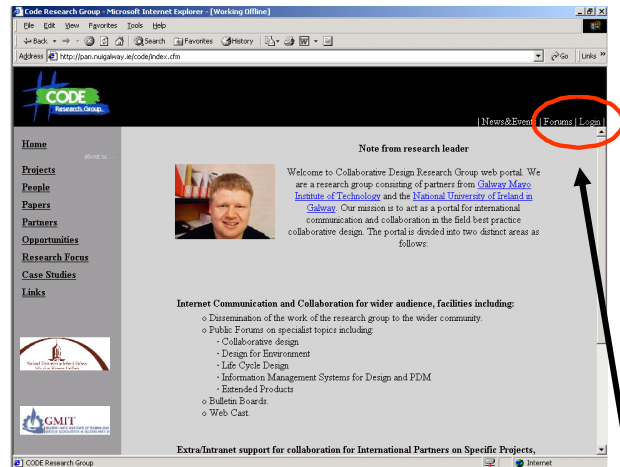 Code Research Group - Microsoft Internet Explorer - [Working Offline]
File Edit View Favorites Tools Help
Back Search Favorites History
Address http://pan.nuigalway.ie/code/index.cfm Go Links »
CODE
Research Group
| News&Events | Forums | Login |
Home
about us...
Projects
People
Papers
Partners
Opportunities
Research Focus
Case Studies
Links
Note from research leader
Welcome to Collaborative Design Research Group web portal. We
are a research group consisting of partners from Galway Mayo
Institute of Technology and the National University of Ireland in
Galway. Our mission is to act as a portal for international
communication and collaboration in the field best practice
collaborative design. The portal is divided into two distinct areas as
follows:
Internet Communication and Collaboration for wider audience, facilities including:
o Dissemination of the work of the research group to the wider community.
o Public Forums on specialist topics including:
· Collaborative design
· Design for Environment
· Life Cycle Design
· Information Management Systems for Design and PDM
· Extended Products
o Bulletin Boards.
o Web Cast.
Extra/Intranet support for collaboration for International Partners on Specific Projects,
GMIT
CODE Research Group
Internet